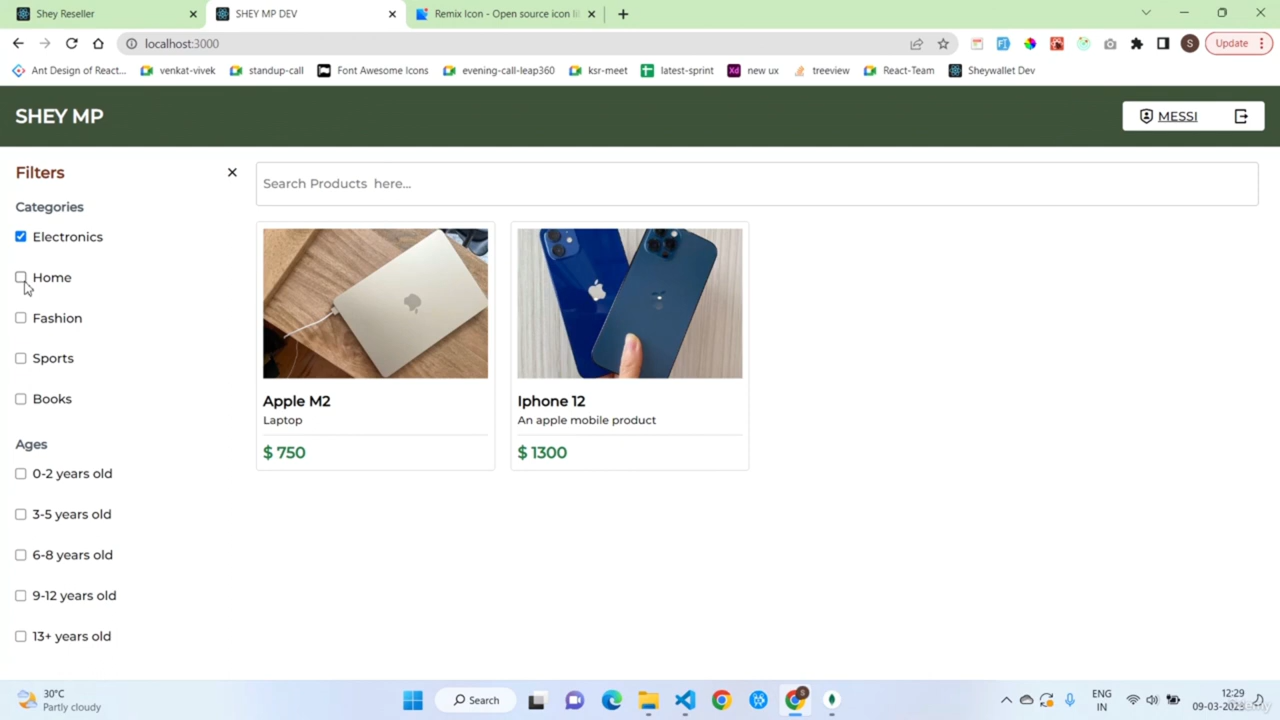 Shey Reseller
SHEY MP DEV
Remix Icon - Open source icon li
localhost:3000
S
Update
Ant Design of React...
venkat-vivek
standup-call
Font Awesome Icons
evening-call-leap360
ksr-meet
latest-sprint
Xd new ux
treeview
React-Team
Sheywallet Dev
SHEY MP
MESSI
Filters
Search Products here...
Categories
Electronics
Home
Fashion
Sports
Books
Apple M2
Laptop
$ 750
Iphone 12
An apple mobile product
$ 1300
Ages
0-2 years old
3-5 years old
6-8 years old
9-12 years old
13+ years old
30°C
Partly cloudy
Search
ENG
IN
12:29